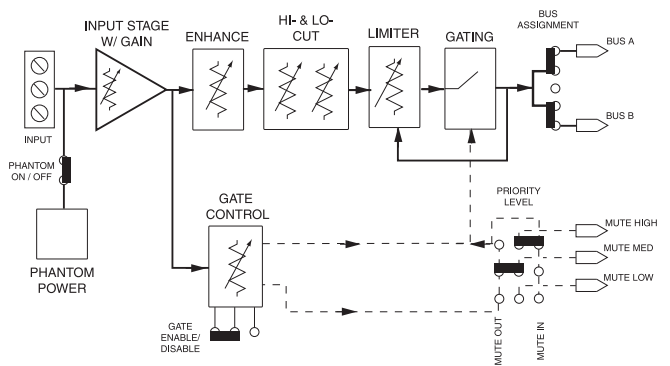 INPUT STAGE
W/ GAIN
ENHANCE
HI- & LO-
CUT
LIMITER
GATING
BUS
ASSIGNMENT
BUS A
BUS B
INPUT
PHANTOM
ON / OFF
PHANTOM
POWER
GATE
CONTROL
GATE
ENABLE/
DISABLE
PRIORITY
LEVEL
MUTE HIGH
MUTE MED
MUTE LOW
MUTE OUT
MUTE IN